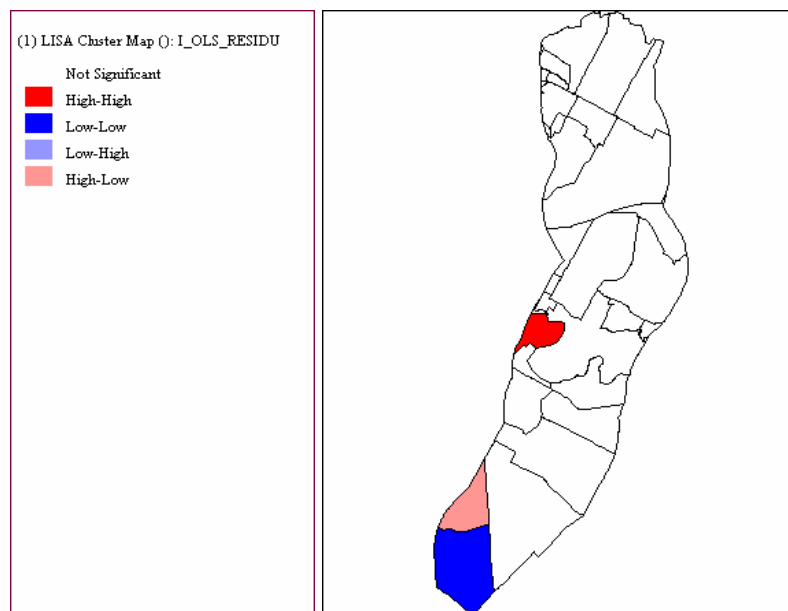 (1) LISA Cluster Map (): I_OLS_RESIDU
Not Significant
High-High
Low-Low
Low-High
High-Low